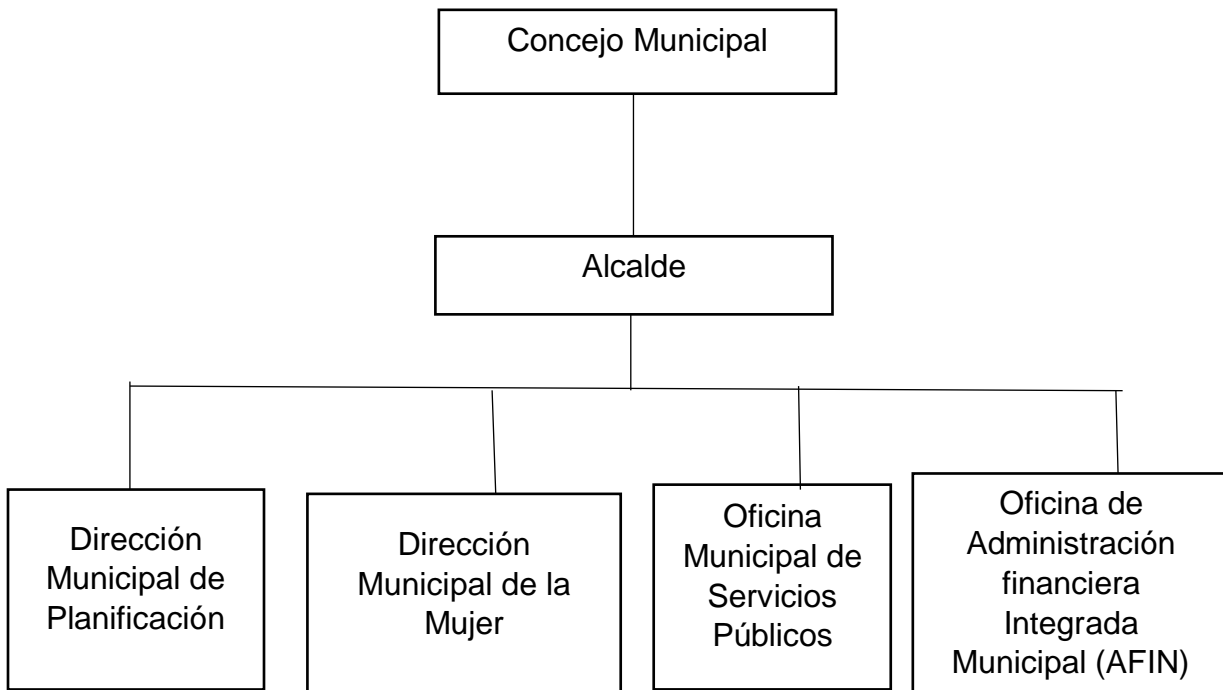 Concejo Municipal
Alcalde
Dirección
Municipal de
Planificación
Dirección
Municipal de la
Mujer
Oficina
Municipal de
Servicios
Públicos
Oficina de
Administración
financiera
Integrada
Municipal (AFIN)